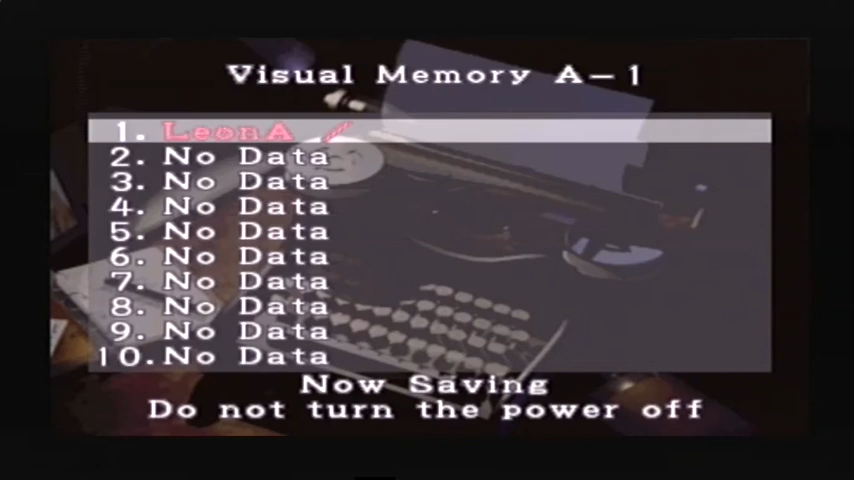 Visual Memory A-1
1. LeonA /
2. No Data
3. No Data
4. No Data
5. No Data
6. No Data
7. No Data
8. No Data
9. No Data
10. No Data
Now Saving
Do not turn the power off